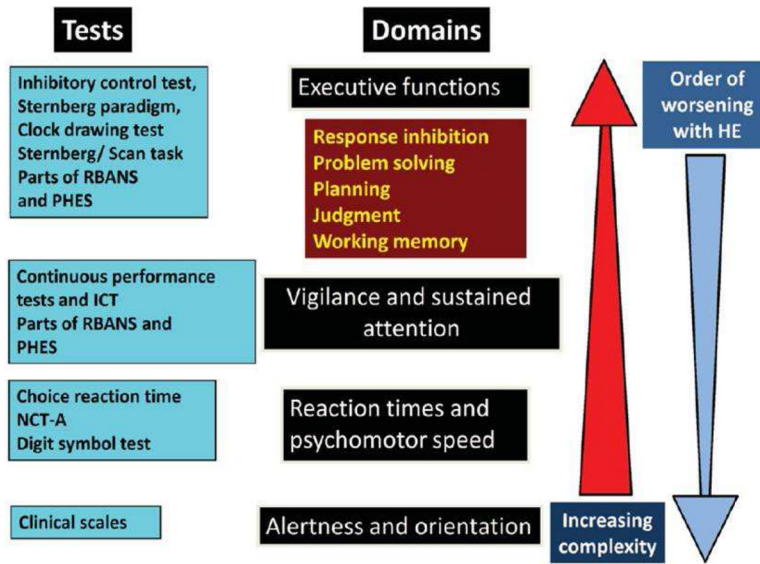 Tests
Inhibitory control test,
Sternberg paradigm,
Clock drawing test
Sternberg/ Scan task
Parts of RBANS
and PHES
Continuous performance
tests and ICT
Parts of RBANS and
PHES
Choice reaction time
NCT-A
Digit symbol test
Clinical scales
Domains
Executive functions
Response inhibition
Problem solving
Planning
Judgment
Working memory
Vigilance and sustained
attention
Reaction times and
psychomotor speed
Alertness and orientation
Increasing
complexity
Order of
worsening
with HE